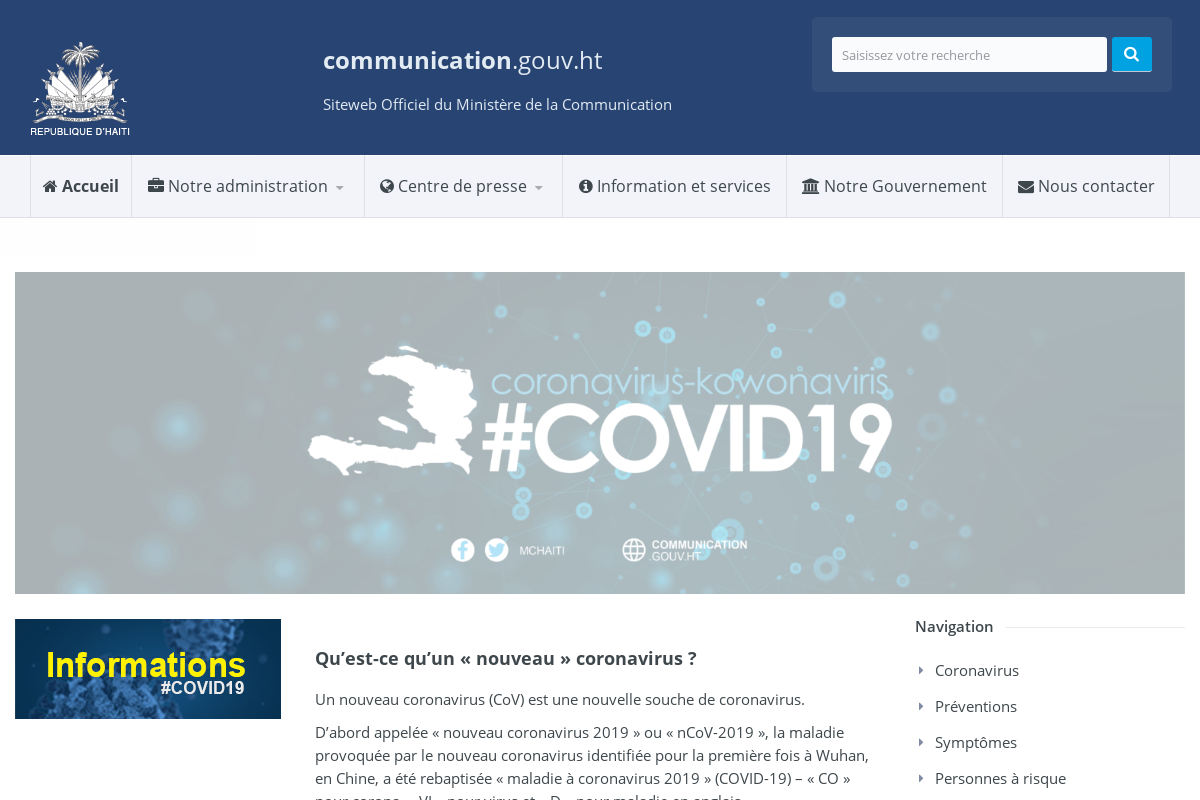 REPUBLIQUE D'HAITI
communication.gouv.ht
Siteweb Officiel du Ministère de la Communication
Saisissez votre recherche
Accueil
Notre administration
Centre de presse
Information et services
Notre Gouvernement
Nous contacter
coronavirus-kowoñaviris
#COVID19
MCHAITI
COMMUNICATION
.GOUV.HT
Informations
#COVID19
Qu’est-ce qu’un « nouveau » coronavirus ?
Un nouveau coronavirus (CoV) est une nouvelle souche de coronavirus.
D’abord appelée « nouveau coronavirus 2019 » ou « nCoV-2019 », la maladie
provoquée par le nouveau coronavirus identifiée pour la première fois à Wuhan,
en Chine, a été rebaptisée « maladie à coronavirus 2019 » (COVID-19) – « CO »
Navigation
Coronavirus
Préventions
Symptômes
Personnes à risque